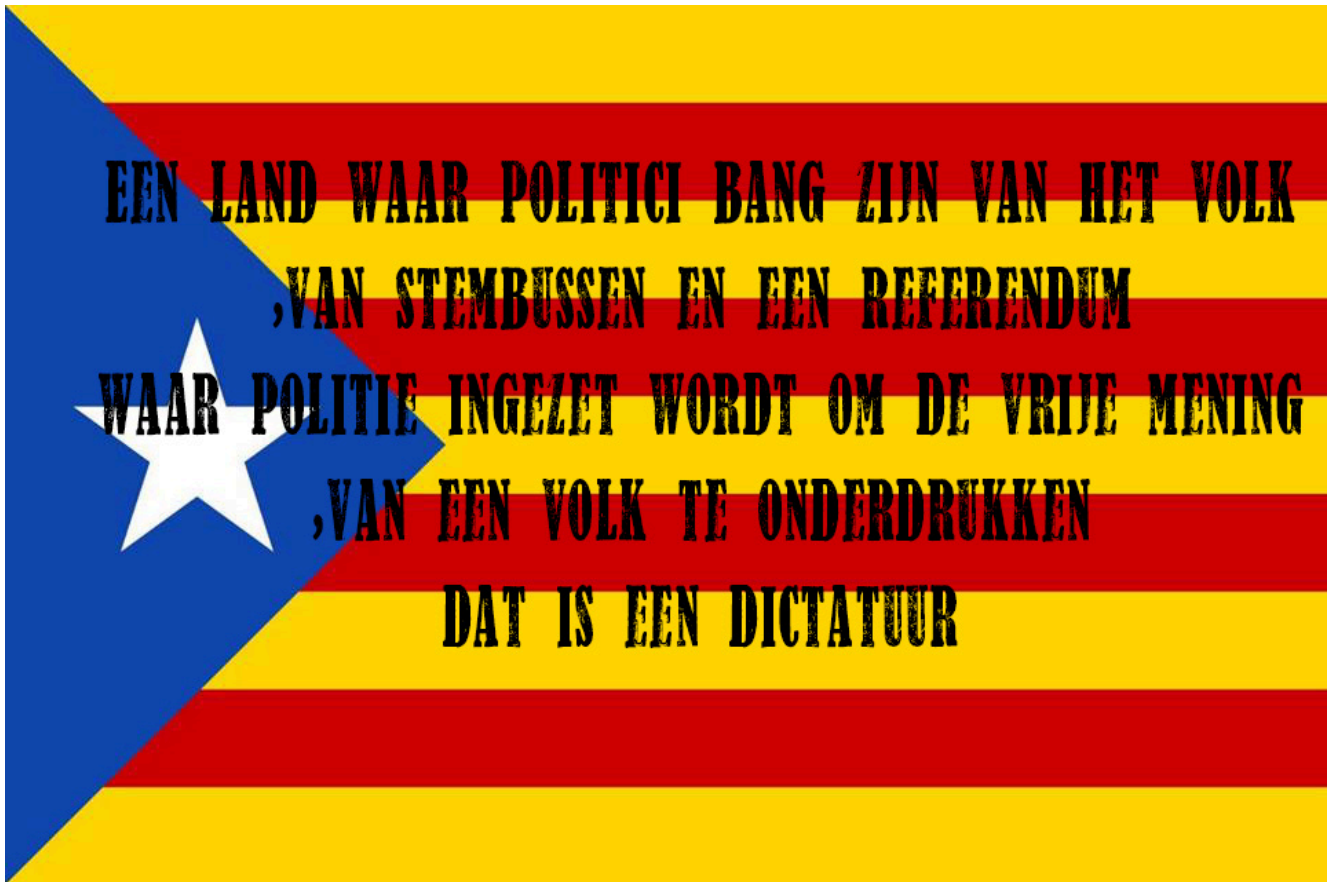 EEN LAND WAAR POLITICI BANG ZIJN VAN HET VOLK
,VAN STEMBUSSEN EN EEN REFERENDUM
WAAR POLITIE INGEZET WORDT OM DE VRIJE MENING
,VAN EEN VOLK TE ONDERDRUKKEN
DAT IS EEN DICTATUUR